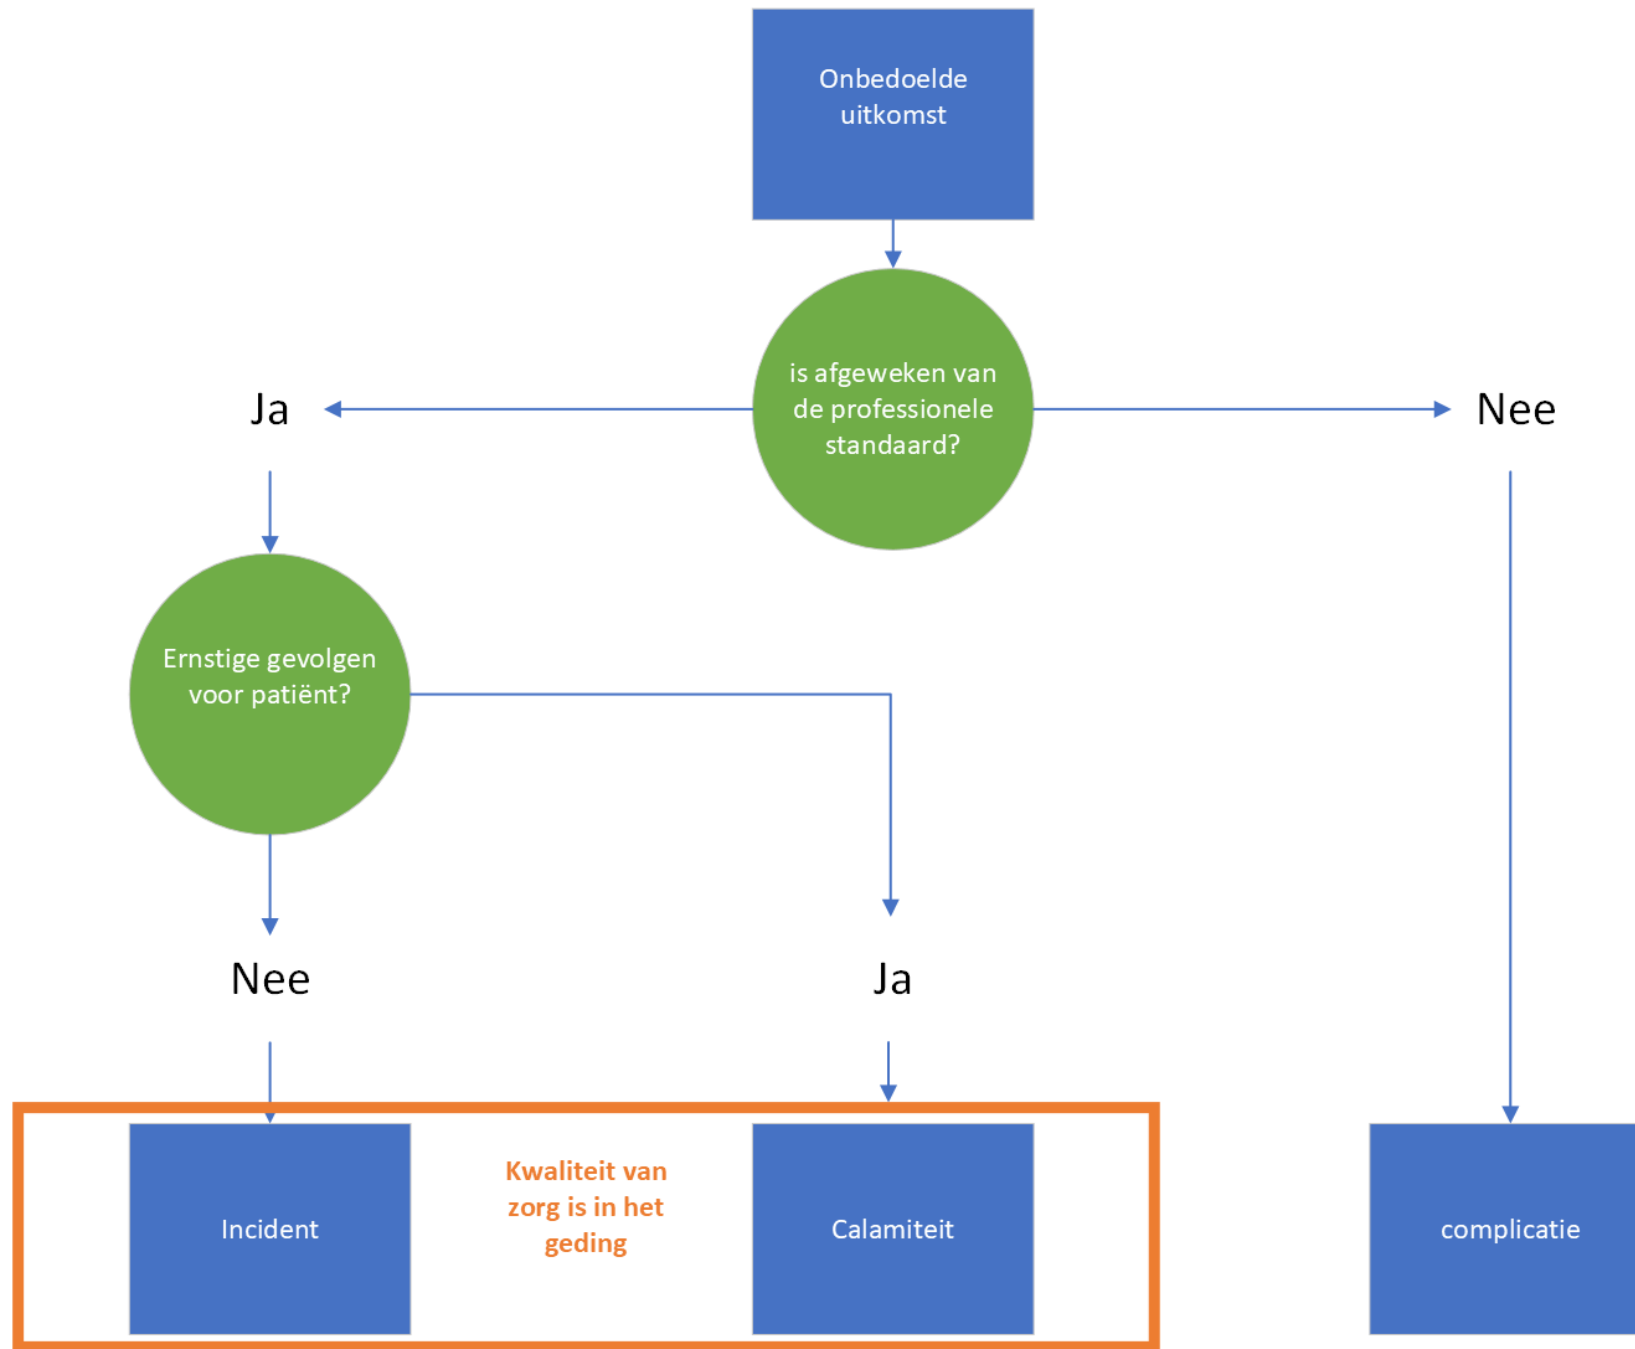 Onbedoelde
uitkomst
is afgeweken van
de professionele
standaard?
Ja
Nee
Ernstige gevolgen
voor patiënt?
Nee
Ja
Incident
Kwaliteit van
zorg is in het
geding
Calamiteit
complicatie